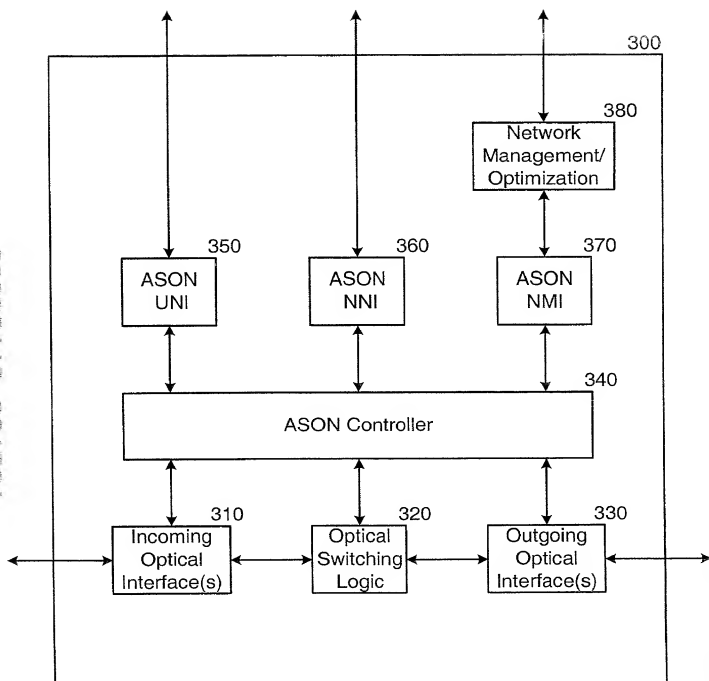 300
380
Network
Management/
Optimization
350
360
370
ASON
UNI
ASON
NNI
ASON
NMI
340
ASON Controller
310
320
330
Incoming
Optical
Interface(s)
Optical
Switching
Logic
Outgoing
Optical
Interface(s)